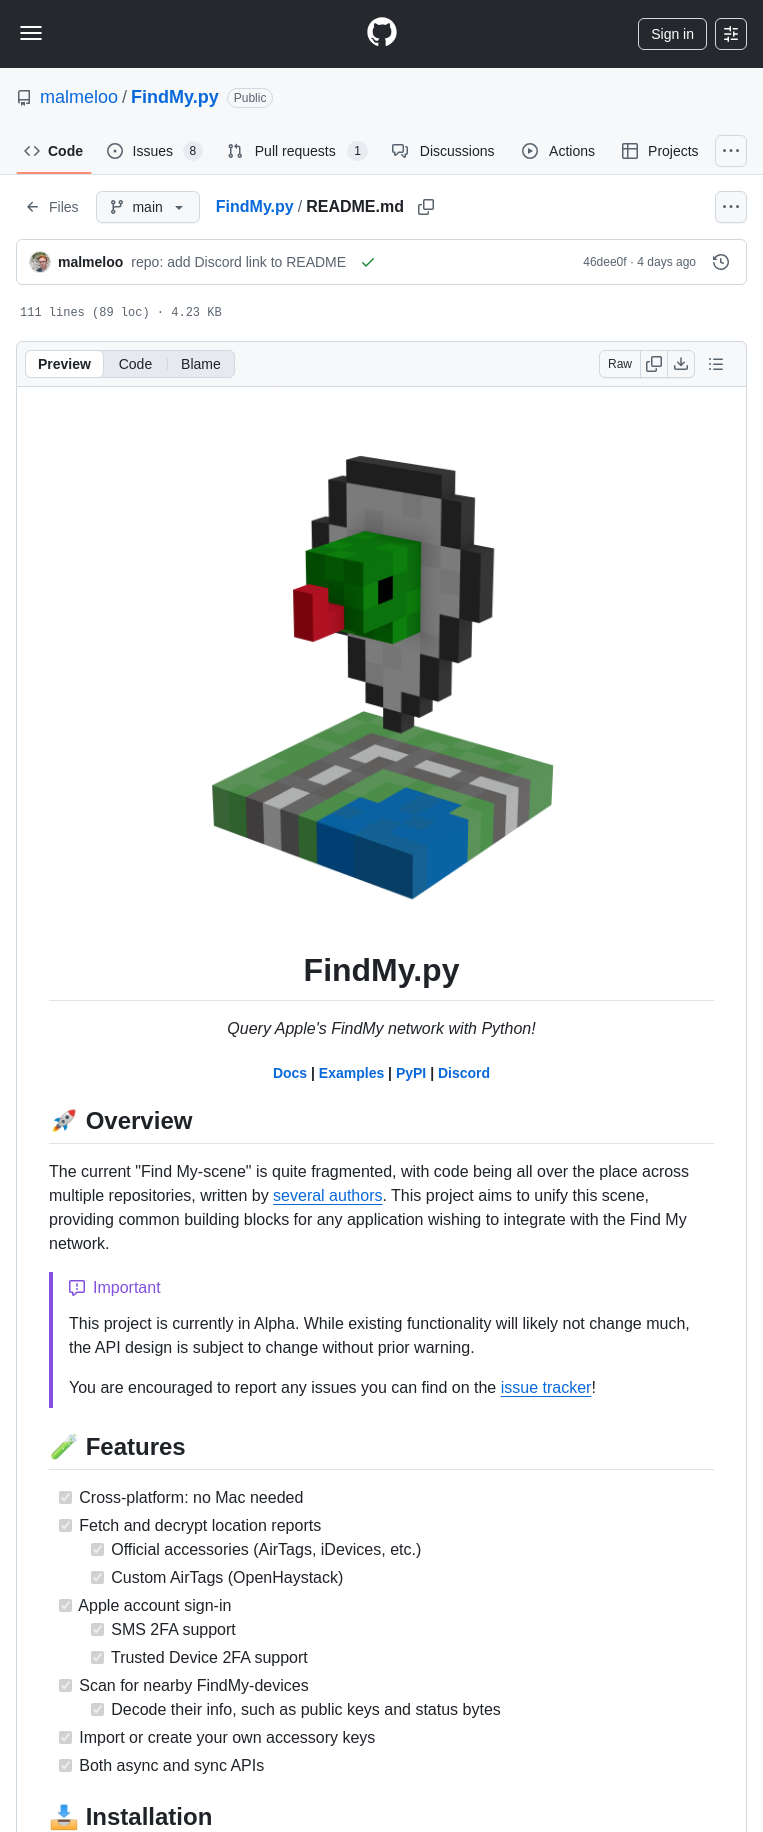 Sign in
malmeloo / FindMy.py Public
Code Issues 8 Pull requests 1 Discussions Actions Projects
Files main FindMy.py / README.md
malmeloo repo: add Discord link to README 46dee0f · 4 days ago
111 lines (89 loc) · 4.23 KB
Preview Code Blame Raw
FindMy.py
Query Apple's FindMy network with Python!
Docs | Examples | PyPI | Discord
🚀 Overview
The current "Find My-scene" is quite fragmented, with code being all over the place across
multiple repositories, written by several authors. This project aims to unify this scene,
providing common building blocks for any application wishing to integrate with the Find My
network.
Important
This project is currently in Alpha. While existing functionality will likely not change much,
the API design is subject to change without prior warning.
You are encouraged to report any issues you can find on the issue tracker!
🧪 Features
Cross-platform: no Mac needed
Fetch and decrypt location reports
Official accessories (AirTags, iDevices, etc.)
Custom AirTags (OpenHaystack)
Apple account sign-in
SMS 2FA support
Trusted Device 2FA support
Scan for nearby FindMy-devices
Decode their info, such as public keys and status bytes
Import or create your own accessory keys
Both async and sync APIs
📥 Installation